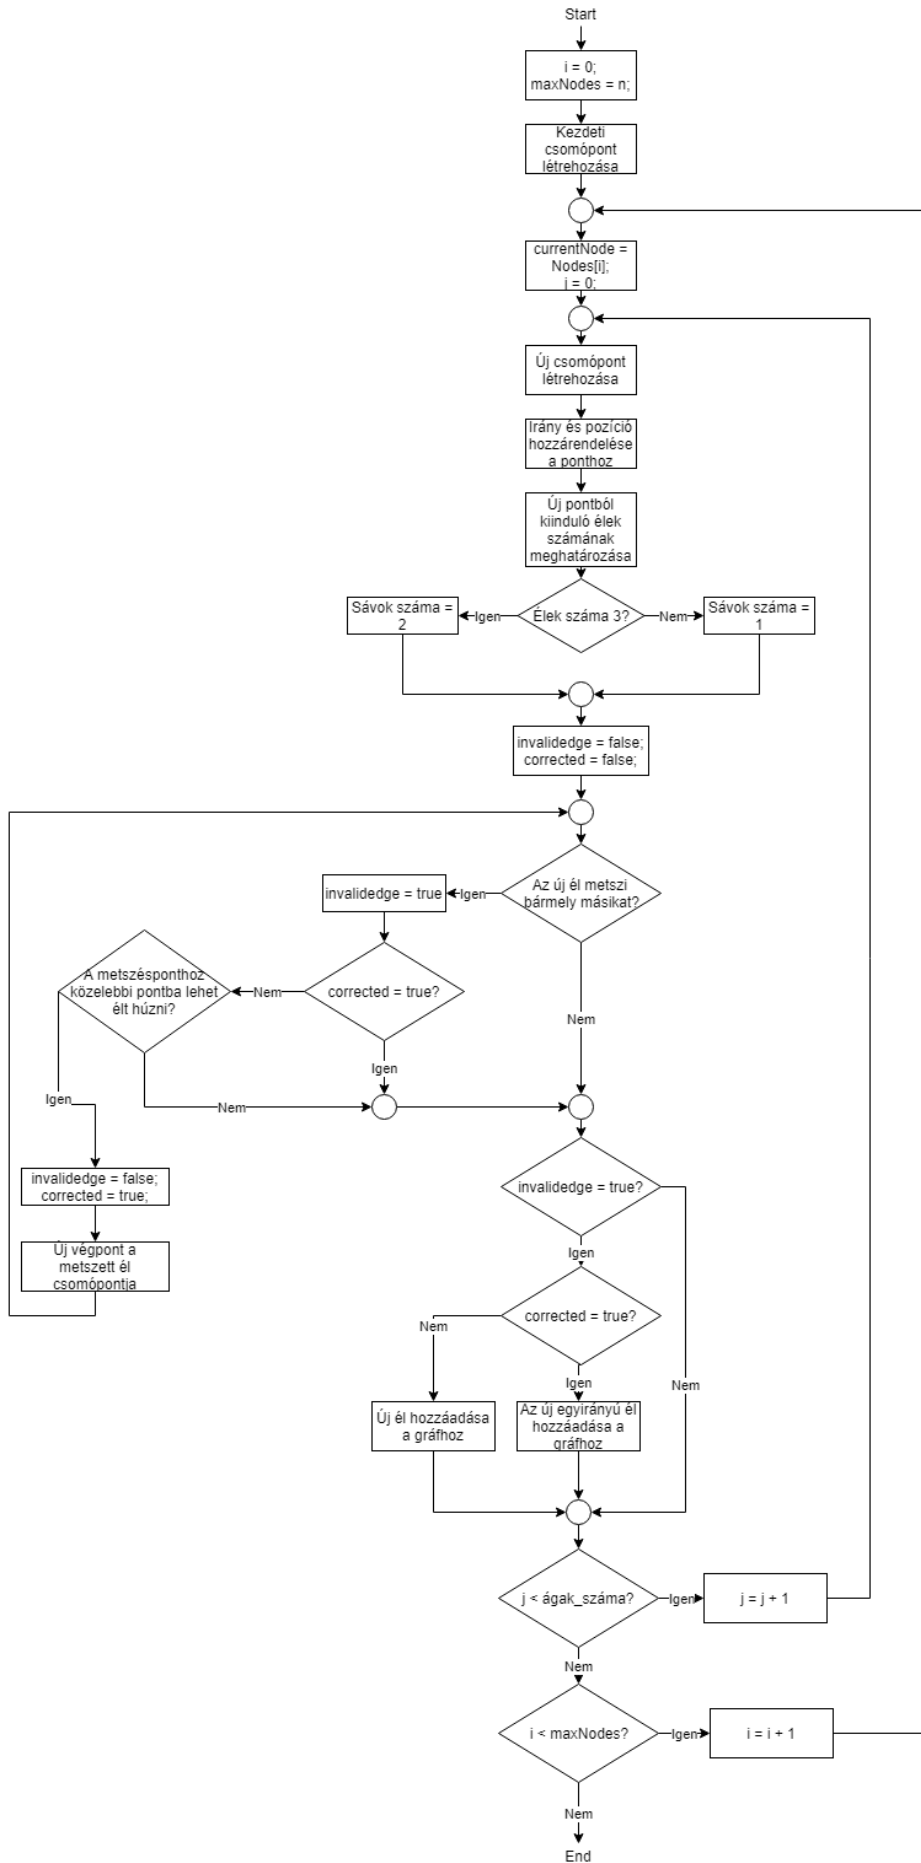 Start
i = 0;
maxNodes = n;
Kezdeti
csomópont
létrehozása
currentNode =
Nodes[i];
j = 0;
Új csomópont
létrehozása
Irány és pozíció
hozzárendelése
a ponthoz
Új pontból
kiinduló élek
számának
meghatározása
Sávok száma =
2
Igen
Élek száma 3?
Nem
Sávok száma =
1
invalidedge = false;
corrected = false;
Az új él metszi
bármely másikat?
Igen
invalidedge = true
A metszésponthoz
közelebbi pontba lehet
élt húzni?
Nem
corrected = true?
Nem
Igen
Igen
Nem
invalidedge = false;
corrected = true;
invalidedge = true?
Új végpont a
metszett él
csomópontja
Igen
corrected = true?
Nem
Igen
Nem
Új él hozzáadása
a gráfhoz
Az új egyirányú él
hozzáadása a
gráfhoz
j < ágak_száma?
Igen
j = j + 1
Nem
i < maxNodes?
Igen
i = i + 1
Nem
End